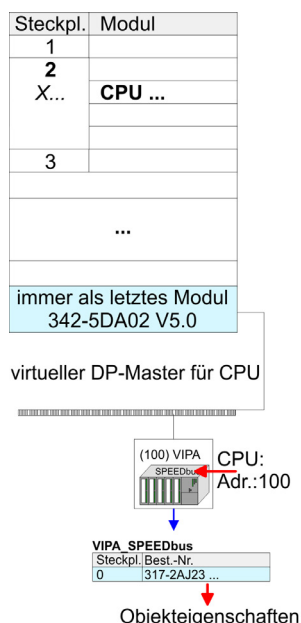 Steckpl. Modul
1
2
X... CPU ...
3
...
immer als letztes Modul
342-5DA02 V5.0
virtueller DP-Master für CPU
(100) VIPA
CPU:
Adr.:100
VIPA_SPEEDbus
Steckpl. Best.-Nr.
0 317-2AJ23 ...
Objekteigenschaften